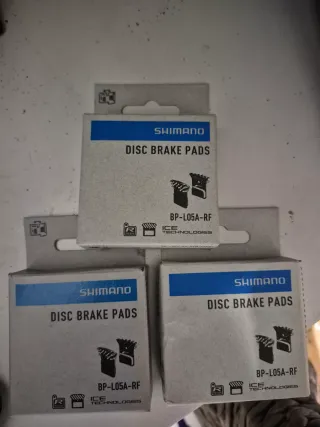 SHIMANO
DISC BRAKE PADS
BP-L05A-RF
ICE
TECHNOLOGIES
SHIMANO
DISC BRAKE PADS
BP-L05A-RF
ICE
TECHNOLOGIES
SHIMANO
DISC BRAKE PADS
BP-L05A-RF
ICE
TECHNOLOGIES